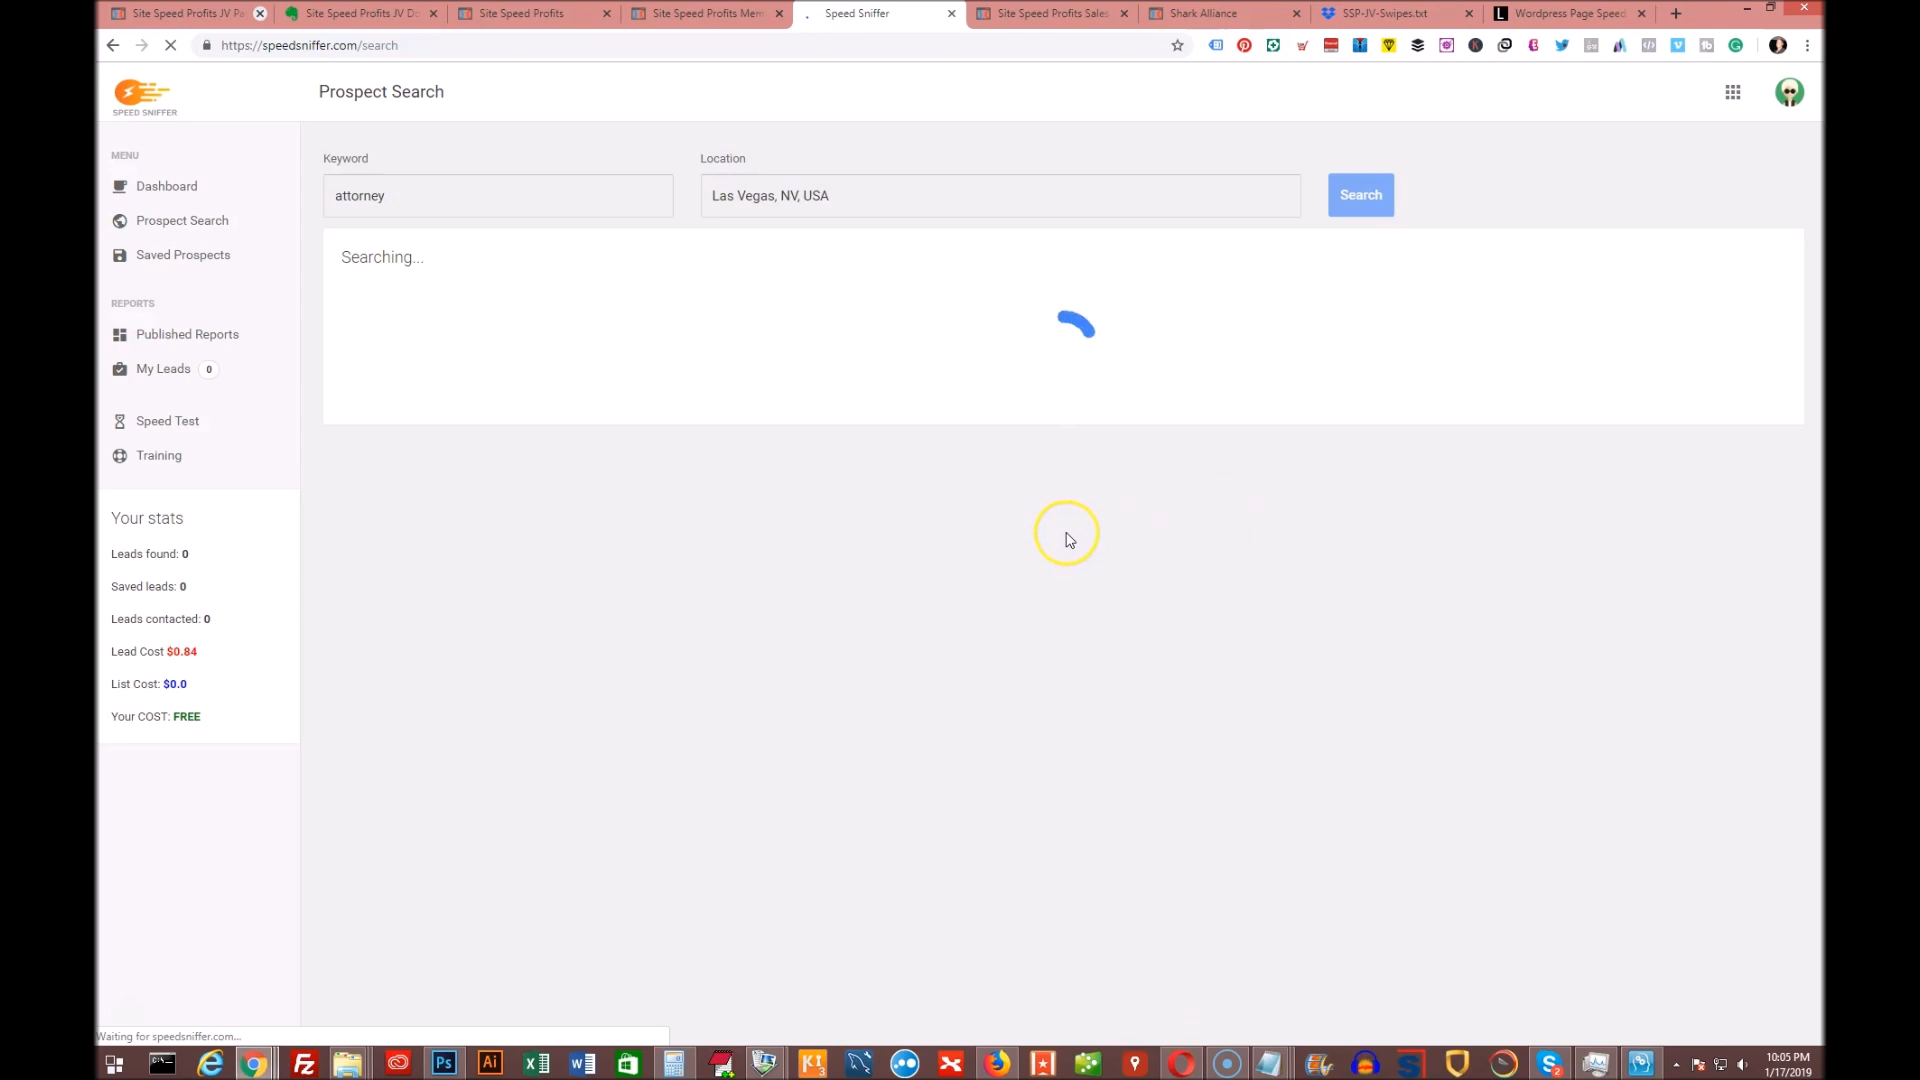 Site Speed Profits JV Pa
Site Speed Profits JV Do
Site Speed Profits
Site Speed Profits Mem
Speed Sniffer
Site Speed Profits Sales
Shark Alliance
SSP-JV-Swipes.txt
Wordpress Page Speed
https://speedsniffer.com/search
SPEED SNIFFER
Prospect Search
MENU
Dashboard
Prospect Search
Saved Prospects
REPORTS
Published Reports
My Leads 0
Speed Test
Training
Your stats
Leads found: 0
Saved leads: 0
Leads contacted: 0
Lead Cost $0.84
List Cost: $0.0
Your COST: FREE
Keyword
Location
attorney
Las Vegas, NV, USA
Search
Searching...
Waiting for speedsniffer.com...
10:05 PM
1/17/2019